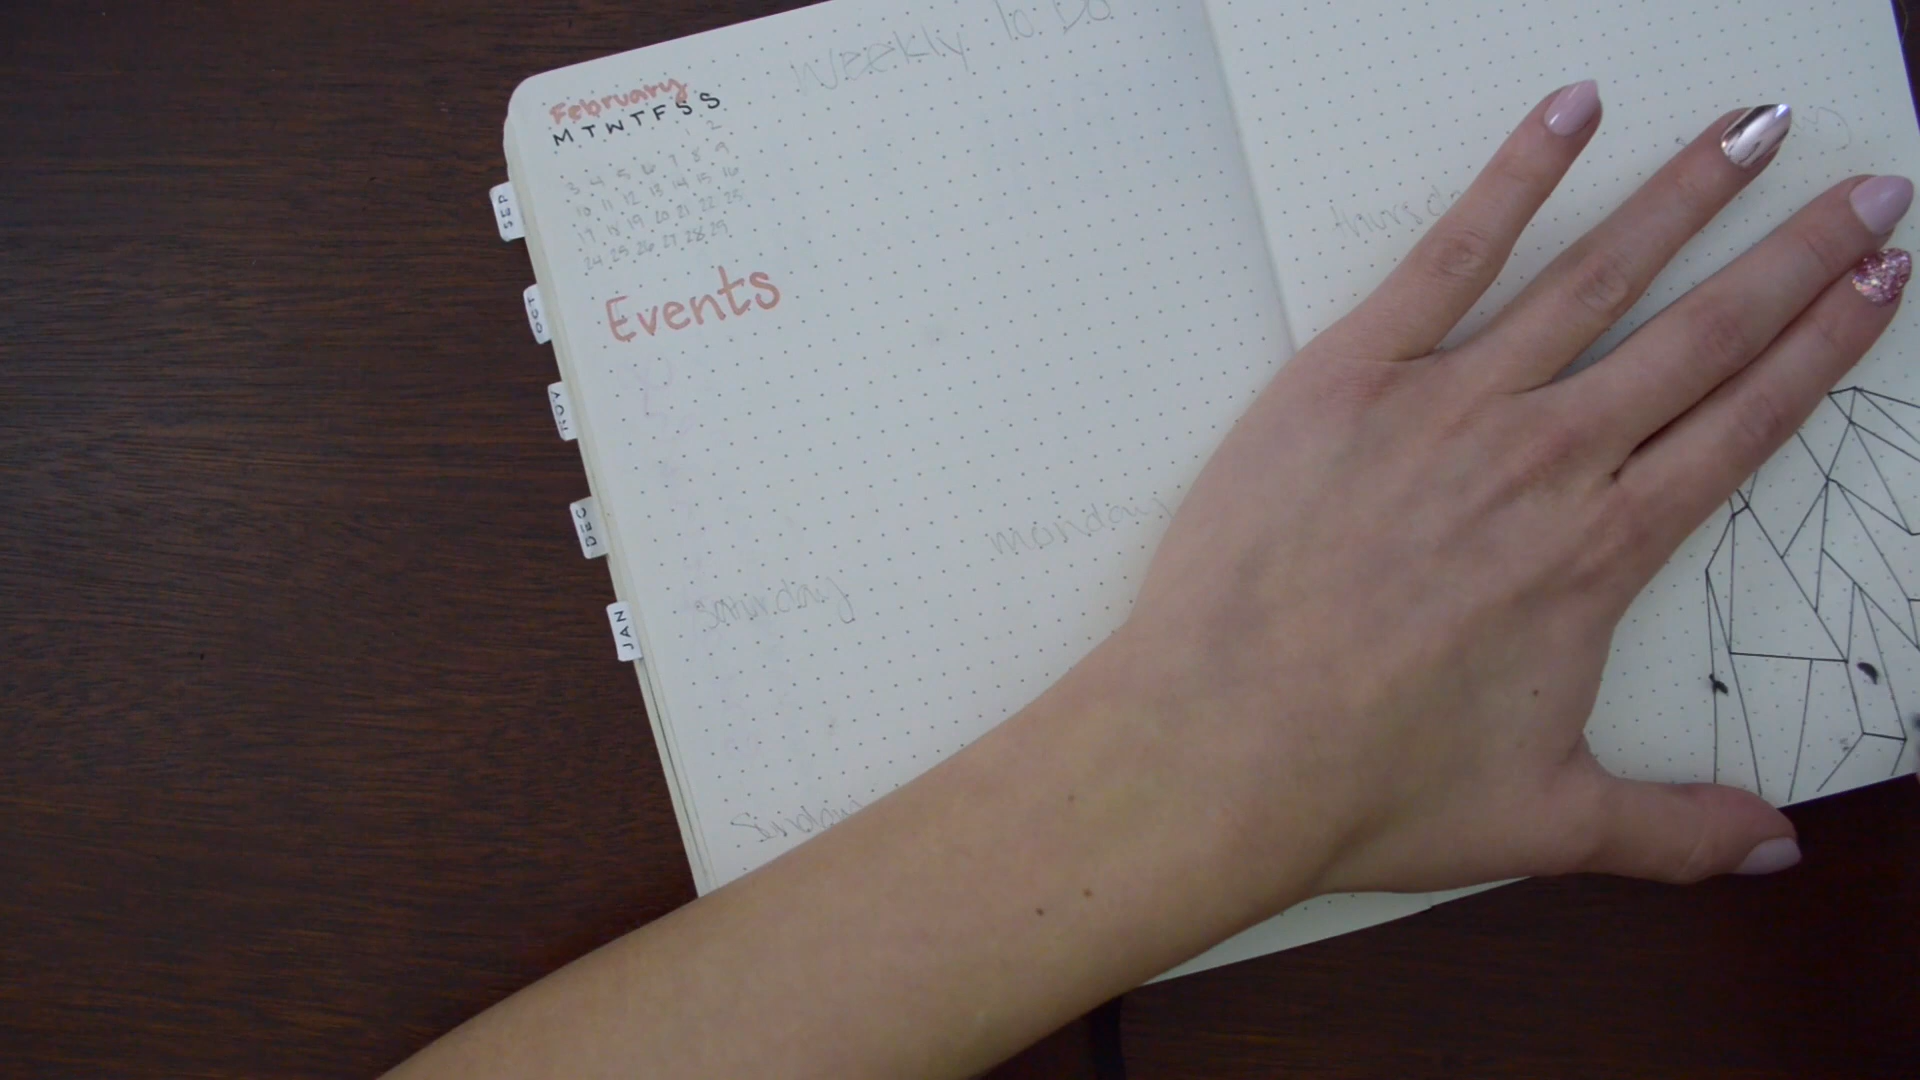 Weekly To Do
February
M T W T F S S
1 2
3 4 5 6 7 8 9
10 11 12 13 14 15 16
17 18 19 20 21 22 23
24 25 26 27 28 29
Events
monday
saturday
sunday
SEP
OCT
NOV
DEC
JAN